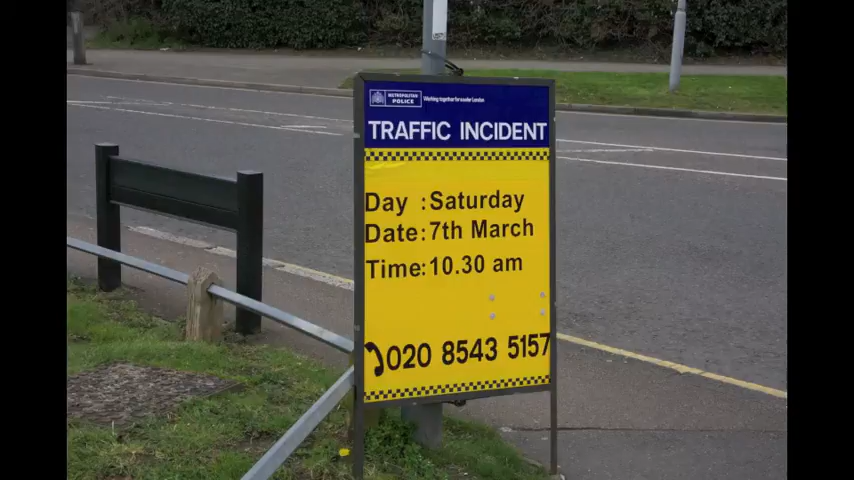 METROPOLITAN
POLICE
Working together for a safer London
TRAFFIC INCIDENT
Day :Saturday
Date:7th March
Time:10.30 am
020 8543 5157